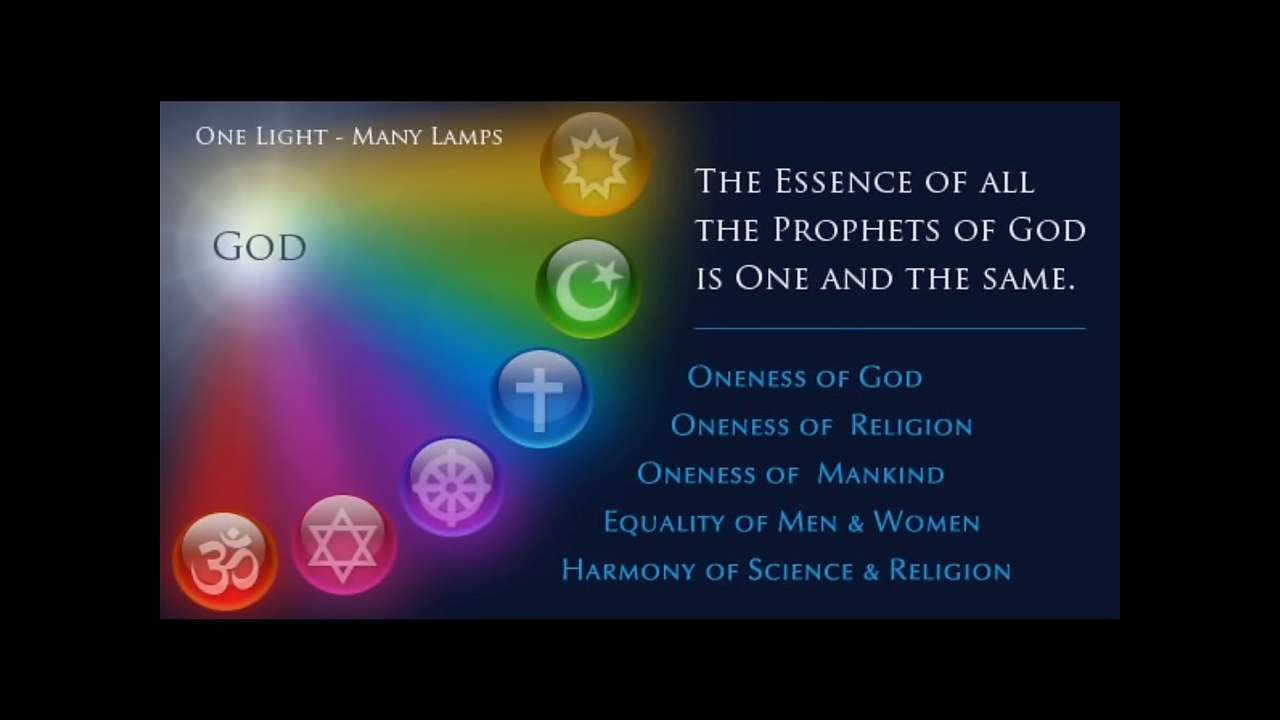 One Light - Many Lamps
God
The Essence of all
the Prophets of God
is One and the same.
Oneness of God
Oneness of Religion
Oneness of Mankind
Equality of Men & Women
Harmony of Science & Religion
ॐ